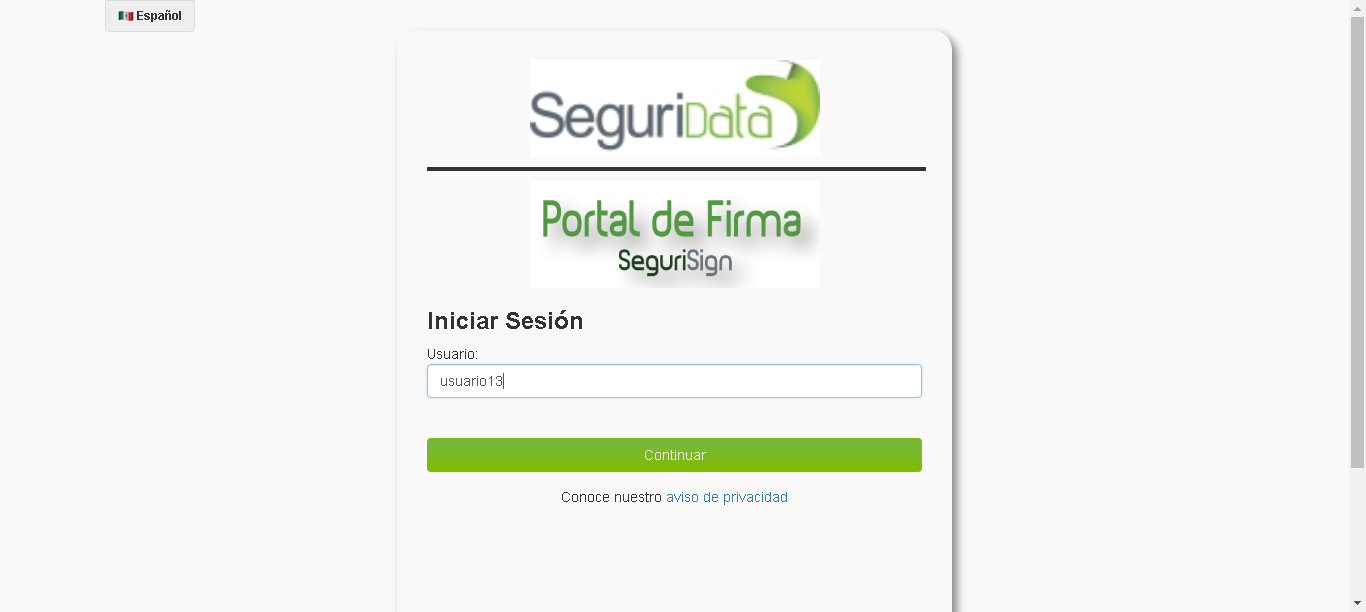 Español
SeguriData
Portal de Firma
SeguriSign
Iniciar Sesión
Usuario:
usuario13
Continuar
Conoce nuestro aviso de privacidad